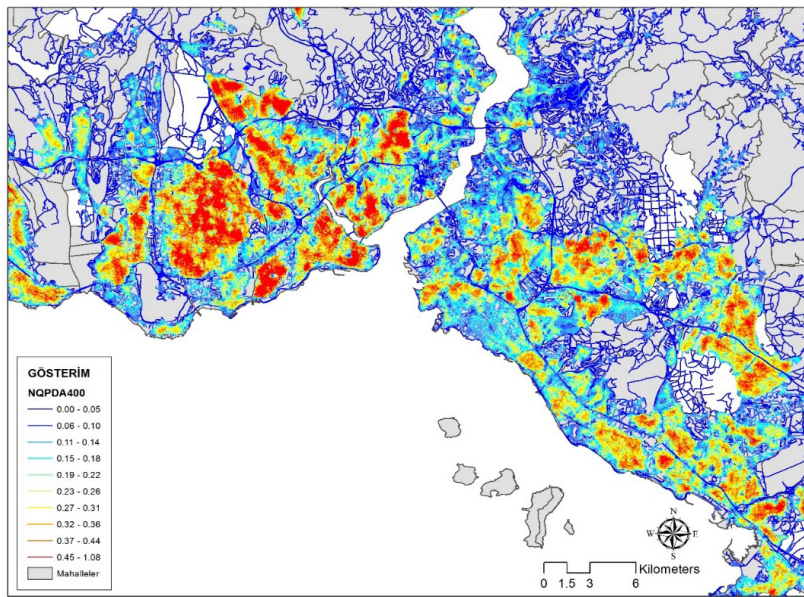 GÖSTERİM
NQPDA400
0.00 - 0.05
0.06 - 0.10
0.11 - 0.14
0.15 - 0.18
0.19 - 0.22
0.23 - 0.26
0.27 - 0.31
0.32 - 0.36
0.37 - 0.44
0.45 - 1.08
Mahalleler
N
W E
S
Kilometers
0 1.5 3 6